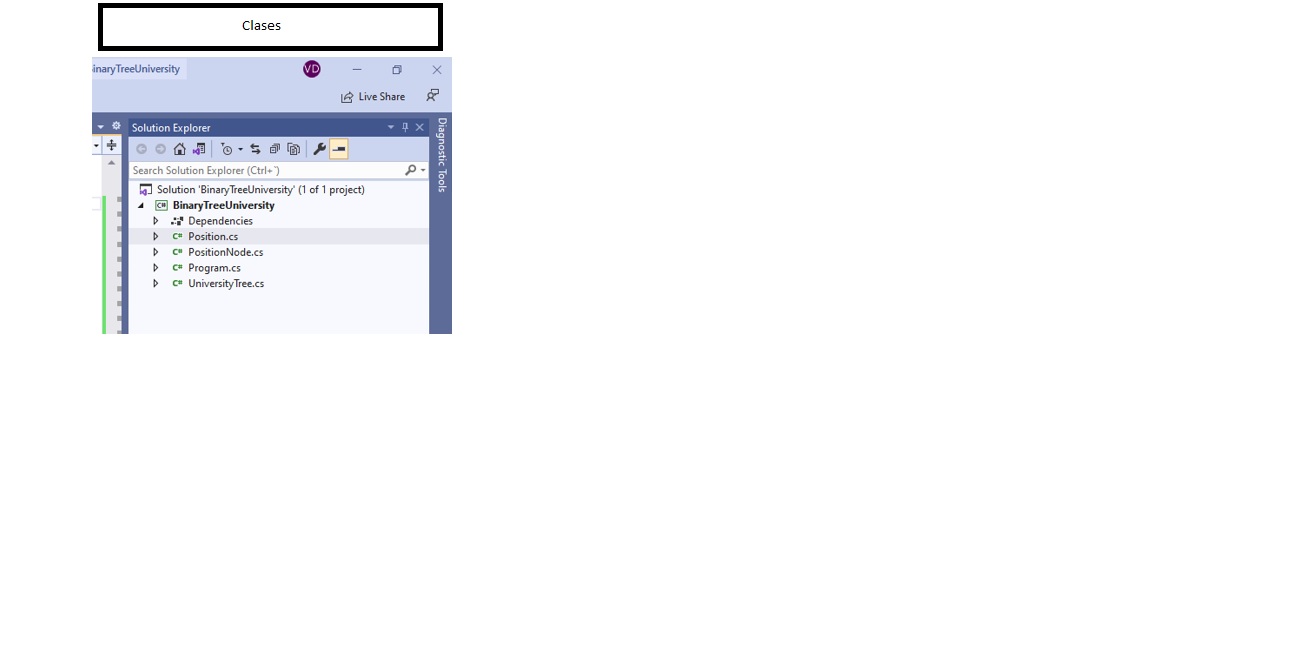 Clases
inaryTreeUniversity
VD
Live Share
Solution Explorer
Search Solution Explorer (Ctrl+¨)
Solution 'BinaryTreeUniversity' (1 of 1 project)
C# BinaryTreeUniversity
Dependencies
C# Position.cs
C# PositionNode.cs
C# Program.cs
C# UniversityTree.cs
Diagnostic Tools